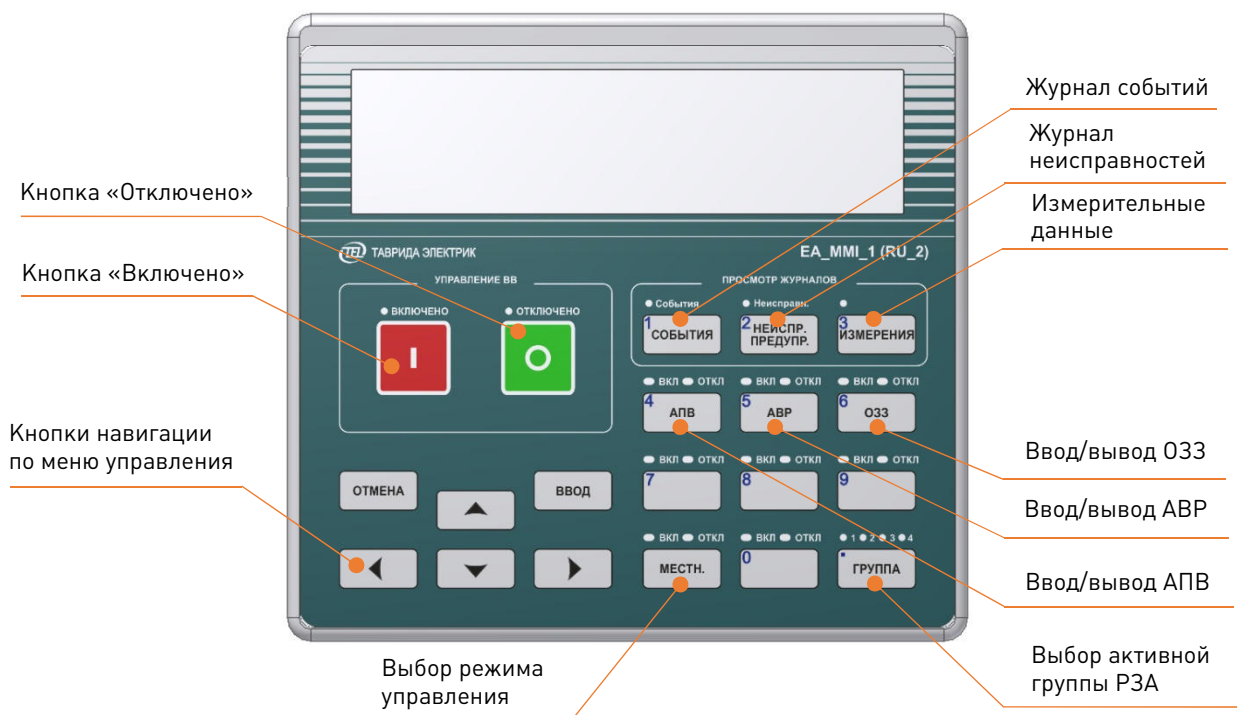 Журнал событий
Журнал
неисправностей
Измерительные
данные
Кнопка «Отключено»
Кнопка «Включено»
TEL ТАВРИДА ЭЛЕКТРИК
EA_MMI_1 (RU_2)
УПРАВЛЕНИЕ ВВ
ПРОСМОТР ЖУРНАЛОВ
ВКЛЮЧЕНО
ОТКЛЮЧЕНО
I
O
События
Неисправн.
1 СОБЫТИЯ
2 НЕИСПР.
ПРЕДУПР.
3 ИЗМЕРЕНИЯ
ВКЛ ОТКЛ ВКЛ ОТКЛ ВКЛ ОТКЛ
4 АПВ
5 АВР
6 ОЗЗ
Кнопки навигации
по меню управления
ВКЛ ОТКЛ ВКЛ ОТКЛ ВКЛ ОТКЛ
7
8
9
ОТМЕНА
ВВОД
ВКЛ ОТКЛ ВКЛ ОТКЛ 1 2 3 4
МЕСТН.
0
. ГРУППА
Ввод/вывод ОЗЗ
Ввод/вывод АВР
Ввод/вывод АПВ
Выбор режима
управления
Выбор активной
группы РЗА